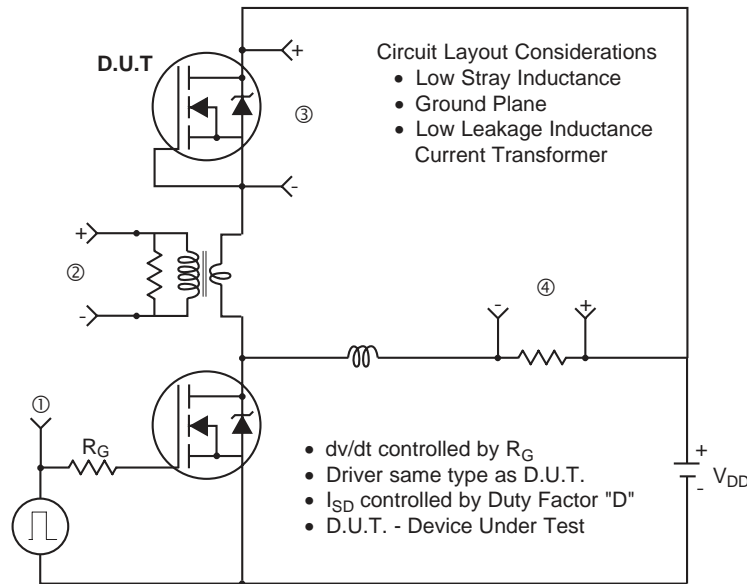 D.U.T
+
③
-
Circuit Layout Considerations
• Low Stray Inductance
• Ground Plane
• Low Leakage Inductance
Current Transformer
+
②
-
④
- +
①
R_G
• dv/dt controlled by R_G
• Driver same type as D.U.T.
• I_SD controlled by Duty Factor "D"
• D.U.T. - Device Under Test
+
V_DD
-